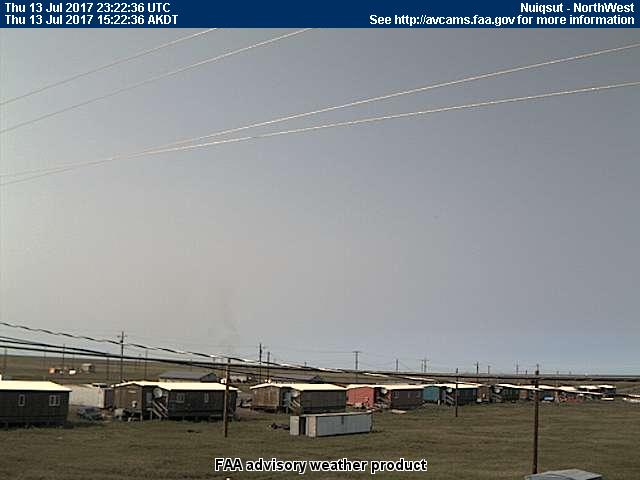 Thu 13 Jul 2017 23:22:36 UTC
Nuiqsut - NorthWest
Thu 13 Jul 2017 15:22:36 AKDT
See http://avcams.faa.gov for more information
FAA advisory weather product